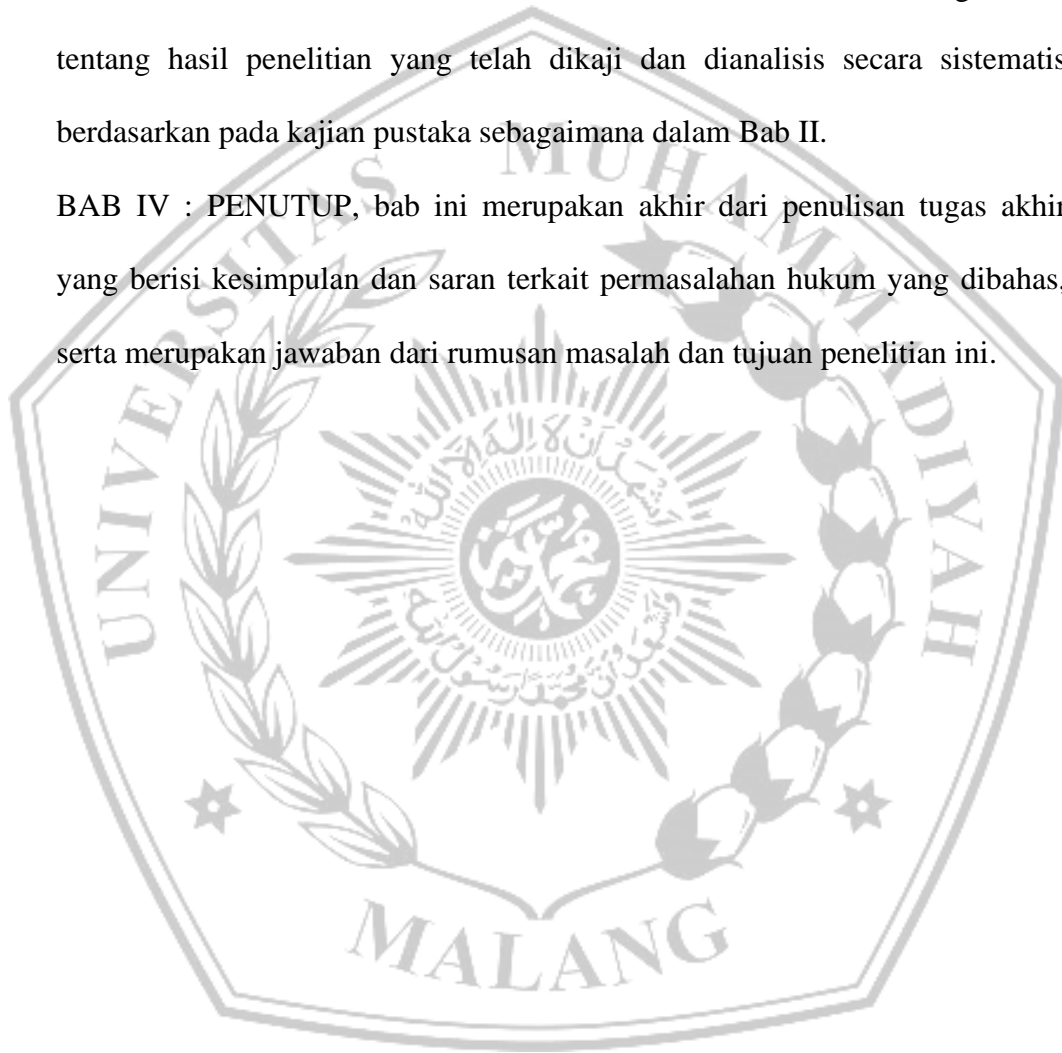 tentang hasil penelitian yang telah dikaji dan dianalisis secara sistematis
berdasarkan pada kajian pustaka sebagaimana dalam Bab II.
BAB IV : PENUTUP, bab ini merupakan akhir dari penulisan tugas akhir
yang berisi kesimpulan dan saran terkait permasalahan hukum yang dibahas,
serta merupakan jawaban dari rumusan masalah dan tujuan penelitian ini.
UNIVERSITAS MUHAMMADIYAH
MALANG